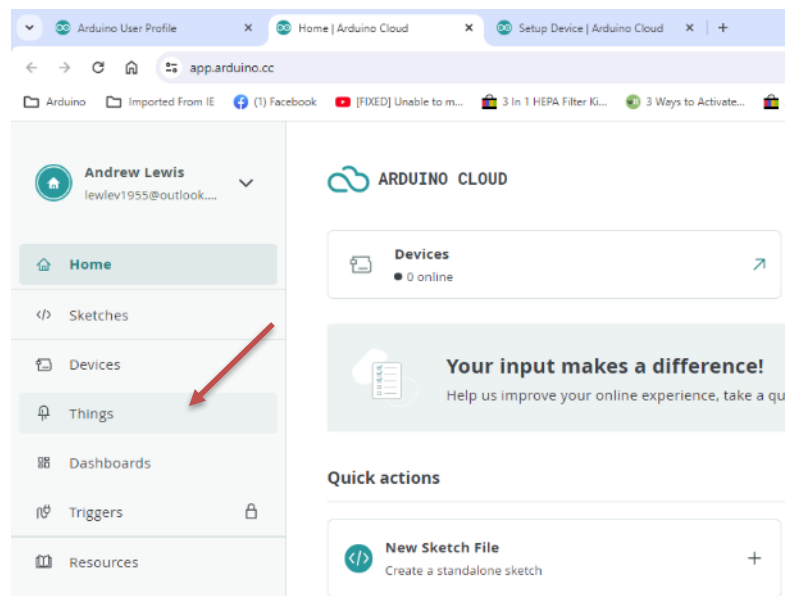 Arduino User Profile
Home | Arduino Cloud
Setup Device | Arduino Cloud
app.arduino.cc
Arduino
Imported From IE
(1) Facebook
[FIXED] Unable to m...
3 In 1 HEPA Filter Ki...
3 Ways to Activate...
Andrew Lewis
lewlev1955@outlook....
Home
Sketches
Devices
Things
Dashboards
Triggers
Resources
ARDUINO CLOUD
Devices
0 online
Your input makes a difference!
Help us improve your online experience, take a qu
Quick actions
New Sketch File
Create a standalone sketch